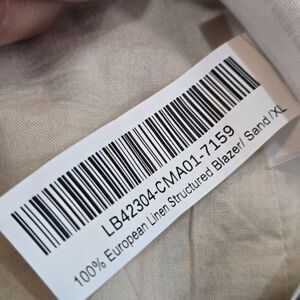 LB42304-CMA01-7159
100% European Linen Structured Blazer/ Sand /XL